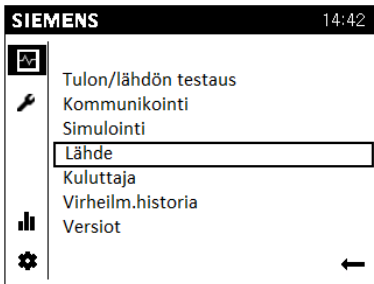 SIEMENS 14:42
Tulon/lähdön testaus
Kommunikointi
Simulointi
Lähde
Kuluttaja
Virheilm.historia
Versiot